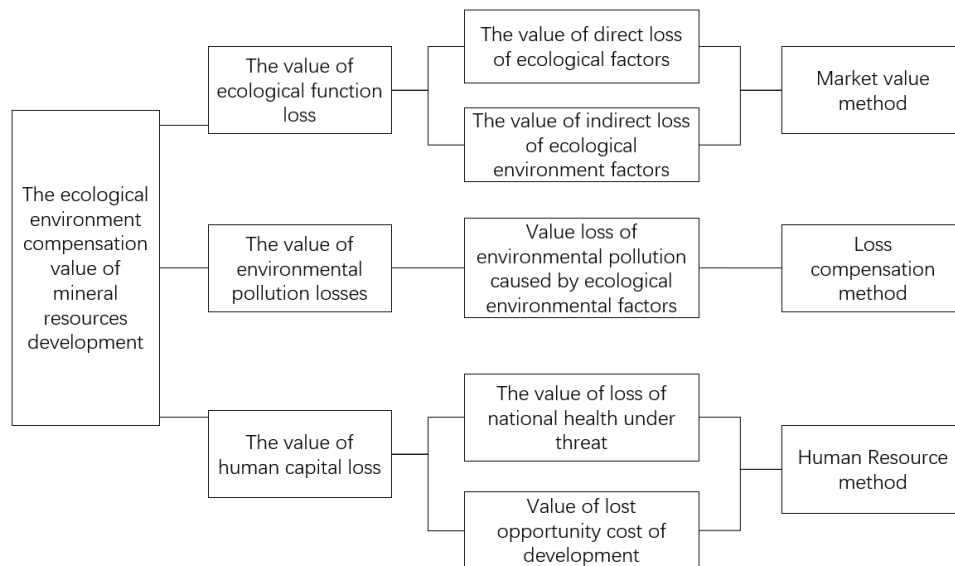 The ecological
environment
compensation
value of
mineral
resources
development
The value of
ecological function
loss
The value of direct loss
of ecological factors
The value of indirect loss
of ecological
environment factors
Market value
method
The value of
environmental
pollution losses
Value loss of
environmental pollution
caused by ecological
environmental factors
Loss
compensation
method
The value of
human capital loss
The value of loss of
national health under
threat
Value of lost
opportunity cost of
development
Human Resource
method